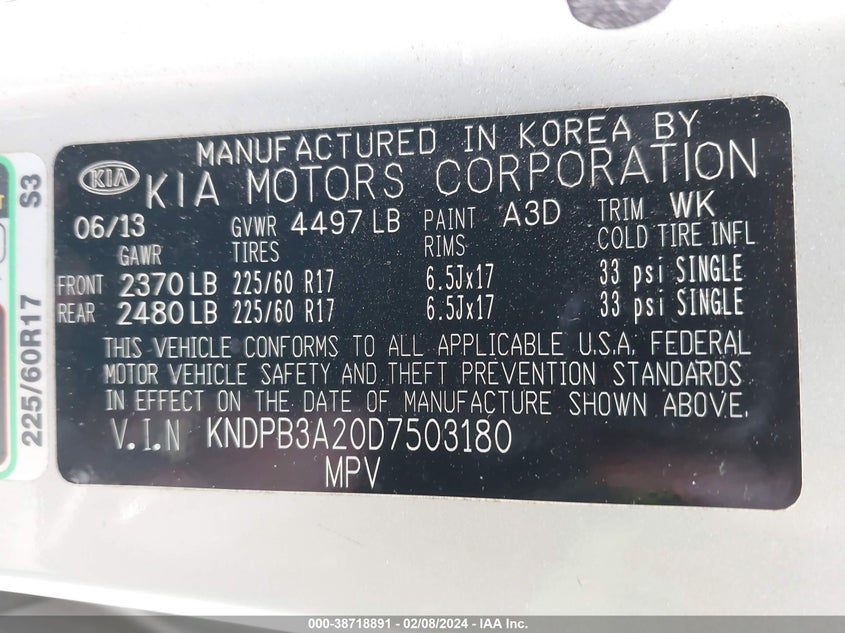 MANUFACTURED IN KOREA BY
KIA KIA MOTORS CORPORATION
06/13 GVWR 4497 LB PAINT A3D TRIM WK
GAWR TIRES RIMS COLD TIRE INFL
FRONT 2370 LB 225/60 R17 6.5Jx17 33 psi SINGLE
REAR 2480 LB 225/60 R17 6.5Jx17 33 psi SINGLE
THIS VEHICLE CONFORMS TO ALL APPLICABLE U.S.A. FEDERAL
MOTOR VEHICLE SAFETY AND THEFT PREVENTION STANDARDS
IN EFFECT ON THE DATE OF MANUFACTURE SHOWN ABOVE.
V.I.N KNDPB3A20D7503180
MPV
225/60R17 S3
000-38718891 - 02/08/2024 - IAA Inc.